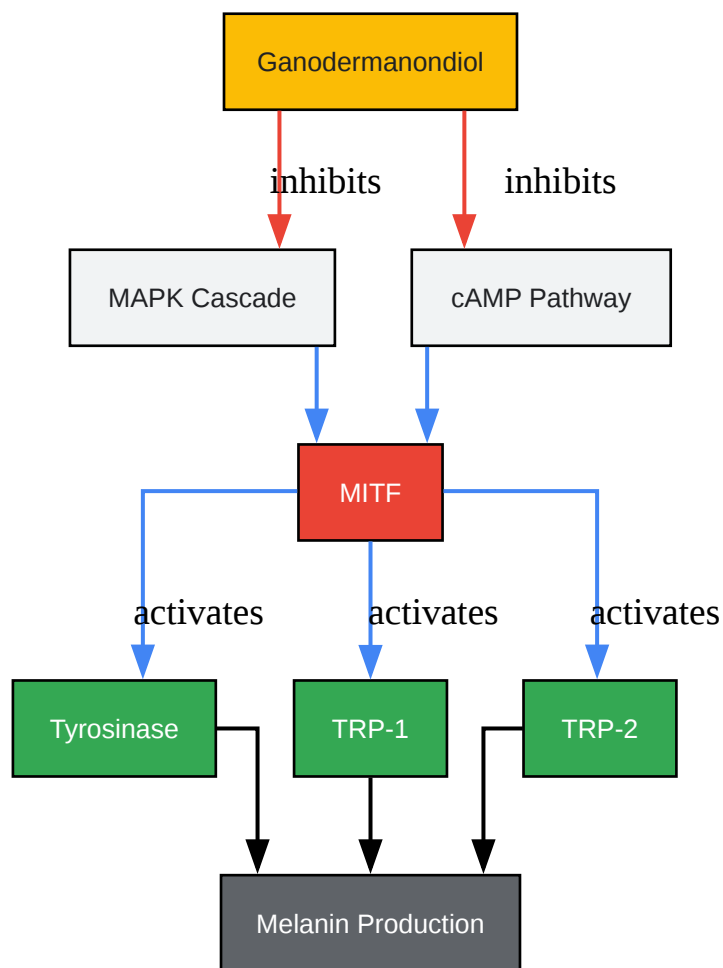 Ganodermanondiol
inhibits
inhibits
MAPK Cascade
cAMP Pathway
MITF
activates
activates
activates
Tyrosinase
TRP-1
TRP-2
Melanin Production